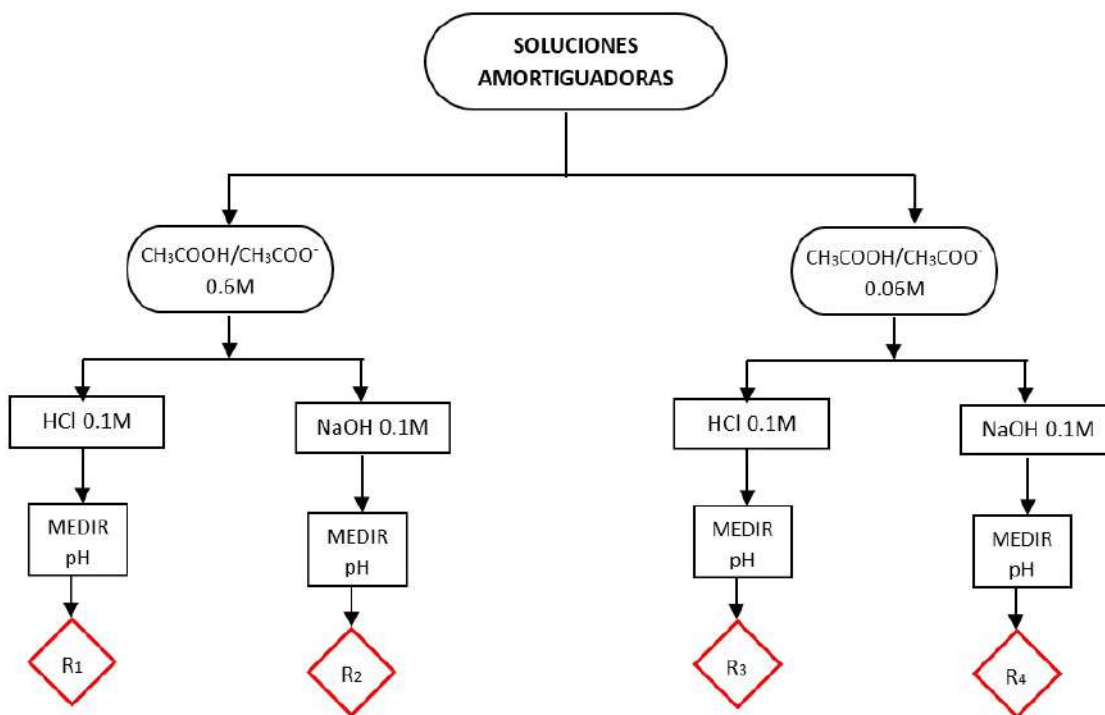 SOLUCIONES
AMORTIGUADORAS
CH₃COOH/CH₃COO⁻
0.6M
CH₃COOH/CH₃COO⁻
0.06M
HCl 0.1M
NaOH 0.1M
HCl 0.1M
NaOH 0.1M
MEDIR
pH
MEDIR
pH
MEDIR
pH
MEDIR
pH
R₁
R₂
R₃
R₄